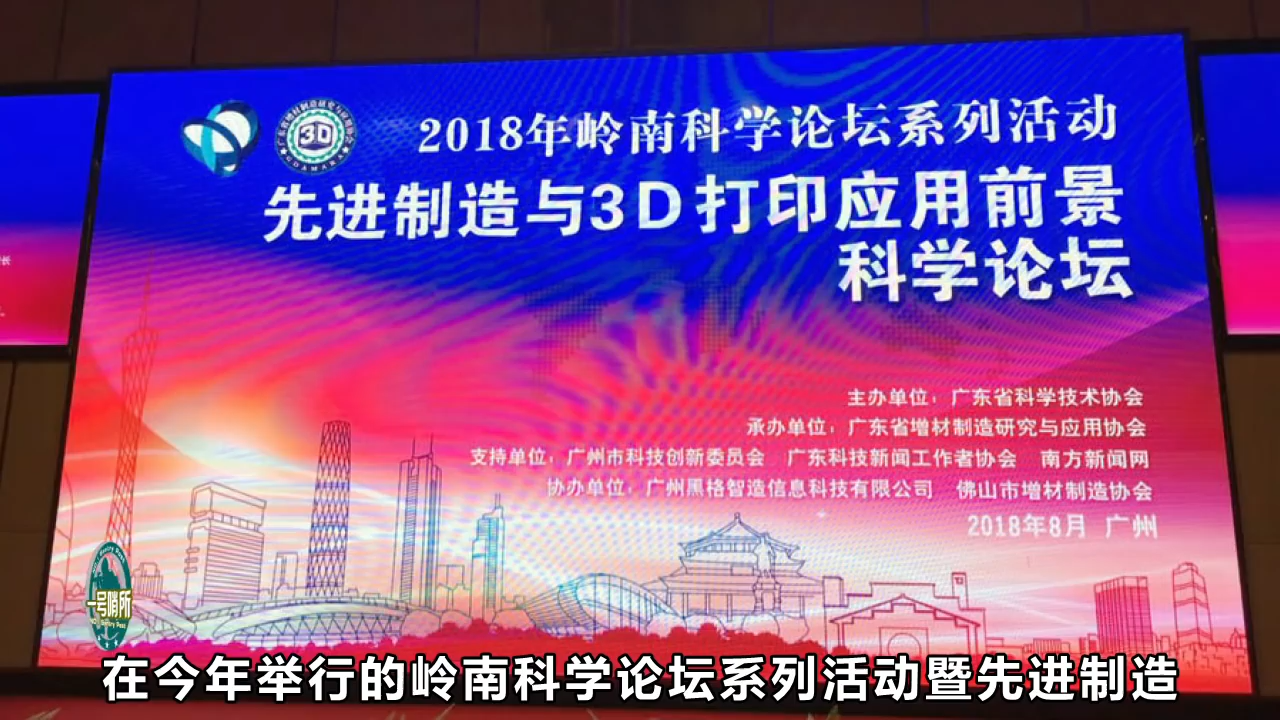 2018年岭南科学论坛系列活动
先进制造与3D打印应用前景
科学论坛
3D
主办单位：广东省科学技术协会
承办单位：广东省增材制造研究与应用协会
支持单位：广州市科技创新委员会 广东科技新闻工作者协会 南方新闻网
协办单位：广州黑格智造信息科技有限公司 佛山市增材制造协会
2018年8月 广州
一号哨所
在今年举行的岭南科学论坛系列活动暨先进制造